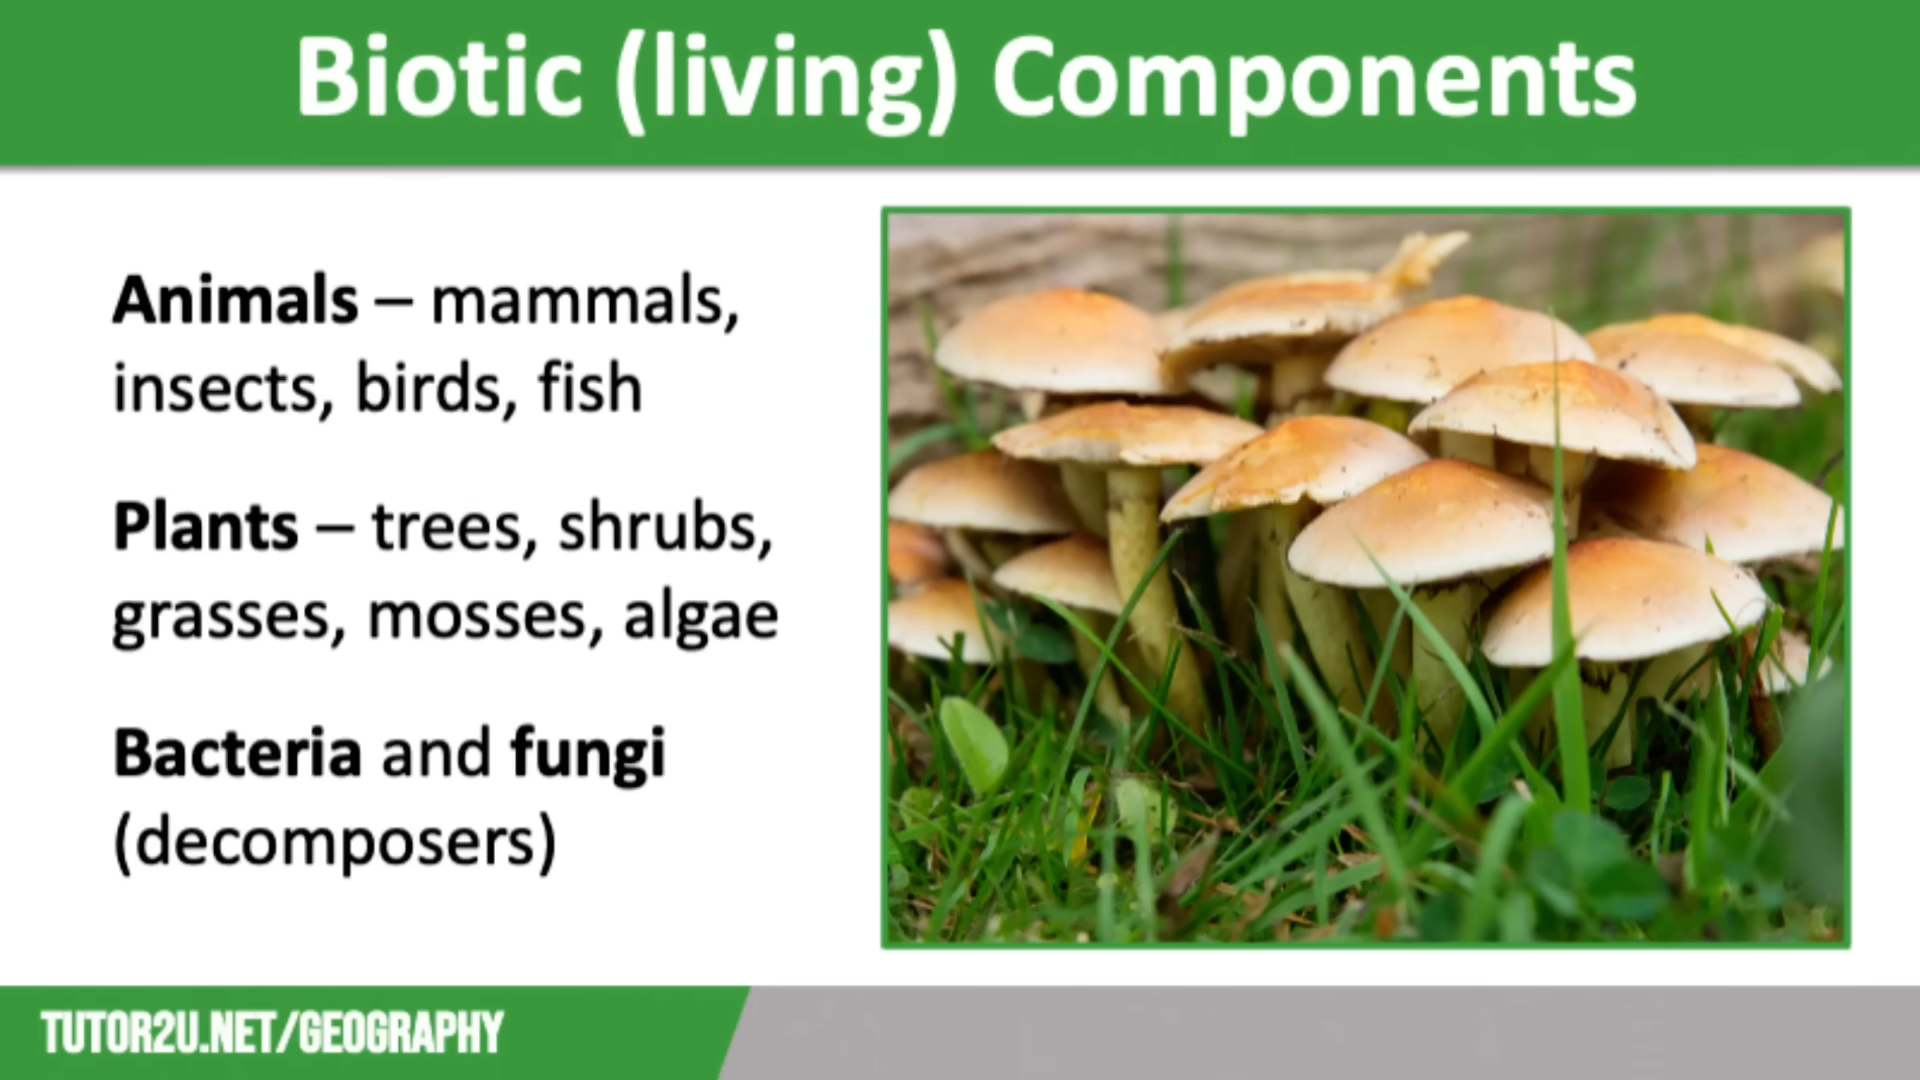 Biotic (living) Components
Animals – mammals,
insects, birds, fish
Plants – trees, shrubs,
grasses, mosses, algae
Bacteria and fungi
(decomposers)
TUTOR2U.NET/GEOGRAPHY